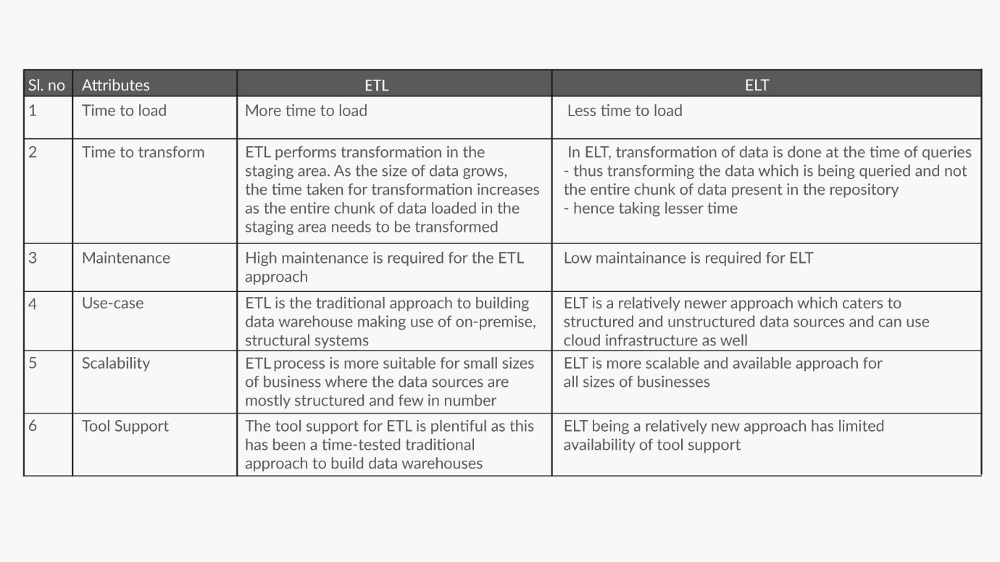 Sl. no Attributes ETL ELT
1 Time to load More time to load Less time to load
2 Time to transform ETL performs transformation in the
staging area. As the size of data grows,
the time taken for transformation increases
as the entire chunk of data loaded in the
staging area needs to be transformed
In ELT, transformation of data is done at the time of queries
- thus transforming the data which is being queried and not
the entire chunk of data present in the repository
- hence taking lesser time
3 Maintenance High maintenance is required for the ETL
approach
Low maintainance is required for ELT
4 Use-case ETL is the traditional approach to building
data warehouse making use of on-premise,
structural systems
ELT is a relatively newer approach which caters to
structured and unstructured data sources and can use
cloud infrastructure as well
5 Scalability ETL process is more suitable for small sizes
of business where the data sources are
mostly structured and few in number
ELT is more scalable and available approach for
all sizes of businesses
6 Tool Support The tool support for ETL is plentiful as this
has been a time-tested traditional
approach to build data warehouses
ELT being a relatively new approach has limited
availability of tool support